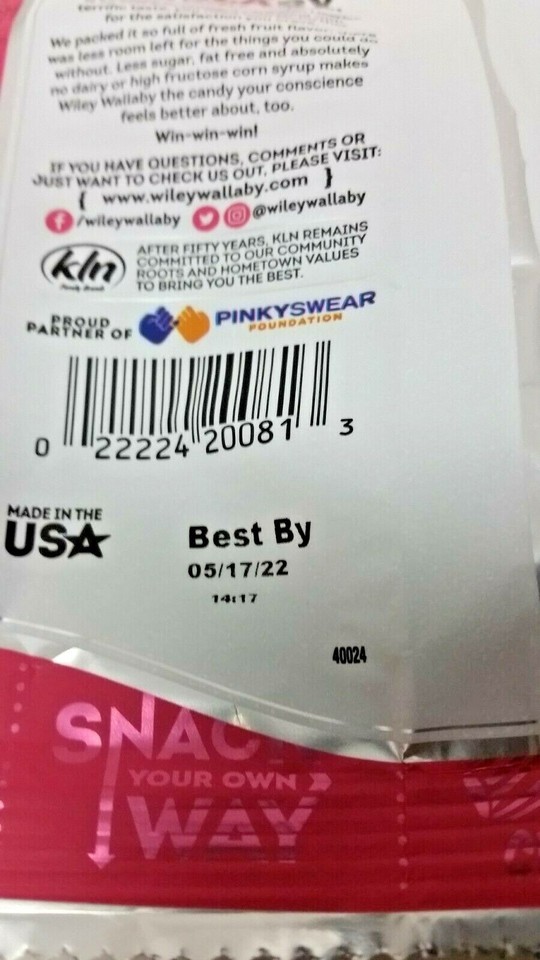 for the satisfaction you
We packed it so full of fresh fruit flavor
was less room left for the things you could do
without. Less sugar, fat free and absolutely
no dairy or high fructose corn syrup makes
Wiley Wallaby the candy your conscience
feels better about, too.
Win-win-win!
IF YOU HAVE QUESTIONS, COMMENTS OR
JUST WANT TO CHECK US OUT, PLEASE VISIT:
{ www.wileywallaby.com }
/wileywallaby @wileywallaby
kln
Family Brands
AFTER FIFTY YEARS, KLN REMAINS
COMMITTED TO OUR COMMUNITY
ROOTS AND HOMETOWN VALUES
TO BRING YOU THE BEST.
PROUD
PARTNER OF
PINKYSWEAR
FOUNDATION
0 22224 20081 3
MADE IN THE
USA
Best By
05/17/22
14:17
40024
SNACK
YOUR OWN
WAY